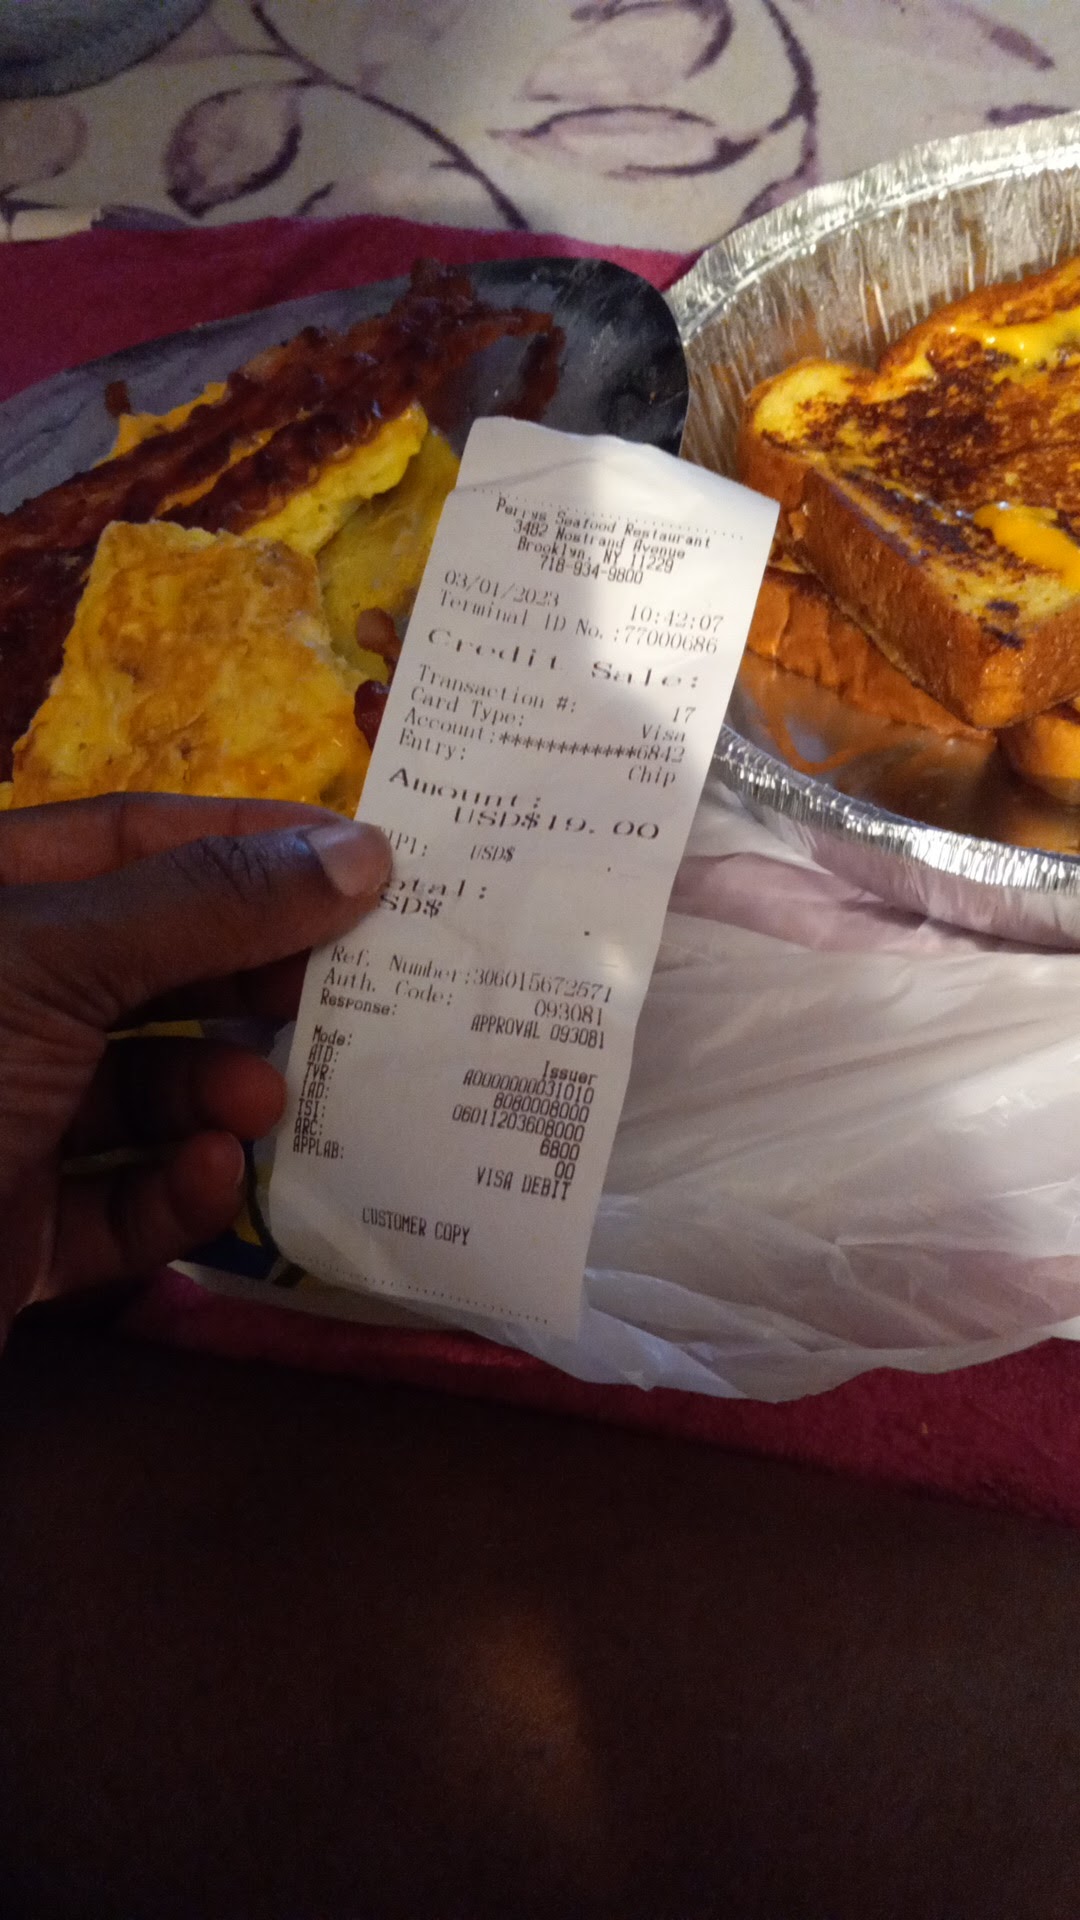 Perrys Seafood Restaurant
3482 Nostrand Avenue
Brooklyn, NY 11229
718-934-9800
03/01/2023 10:42:07
Terminal ID No.:77000686
Credit Sale:
Transaction #: 17
Card Type: Visa
Account:************6842
Entry: Chip
Amount:
USD$19.00
IP1: USD$ .
otal:
SD$ .
Ref. Number:306015672571
Auth. Code: 093081
Response: APPROVAL 093081
Mode: Issuer
AID: A0000000031010
TVR: 8080008000
IAD: 06011203608000
TSI: 6800
ARC: 00
APPLAB: VISA DEBIT
CUSTOMER COPY